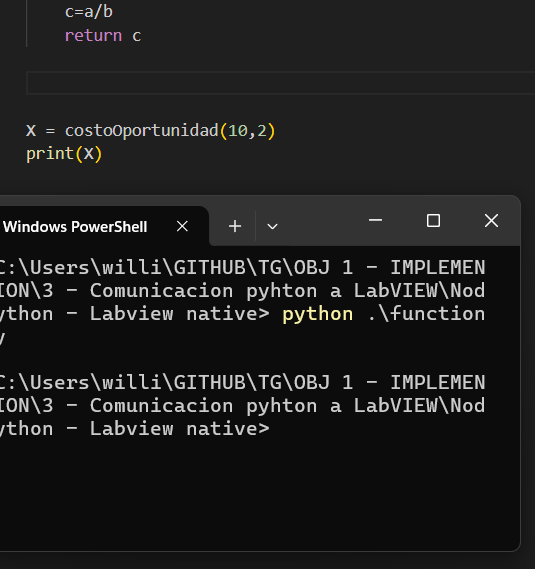 c=a/b
return c
X = costoOportunidad(10,2)
print(X)
Windows PowerShell
C:\Users\willi\GITHUB\TG\OBJ 1 - IMPLEMEN
ION\3 - Comunicacion pyhton a LabVIEW\Nod
ython - Labview native> python .\function
y
C:\Users\willi\GITHUB\TG\OBJ 1 - IMPLEMEN
ION\3 - Comunicacion pyhton a LabVIEW\Nod
ython - Labview native>